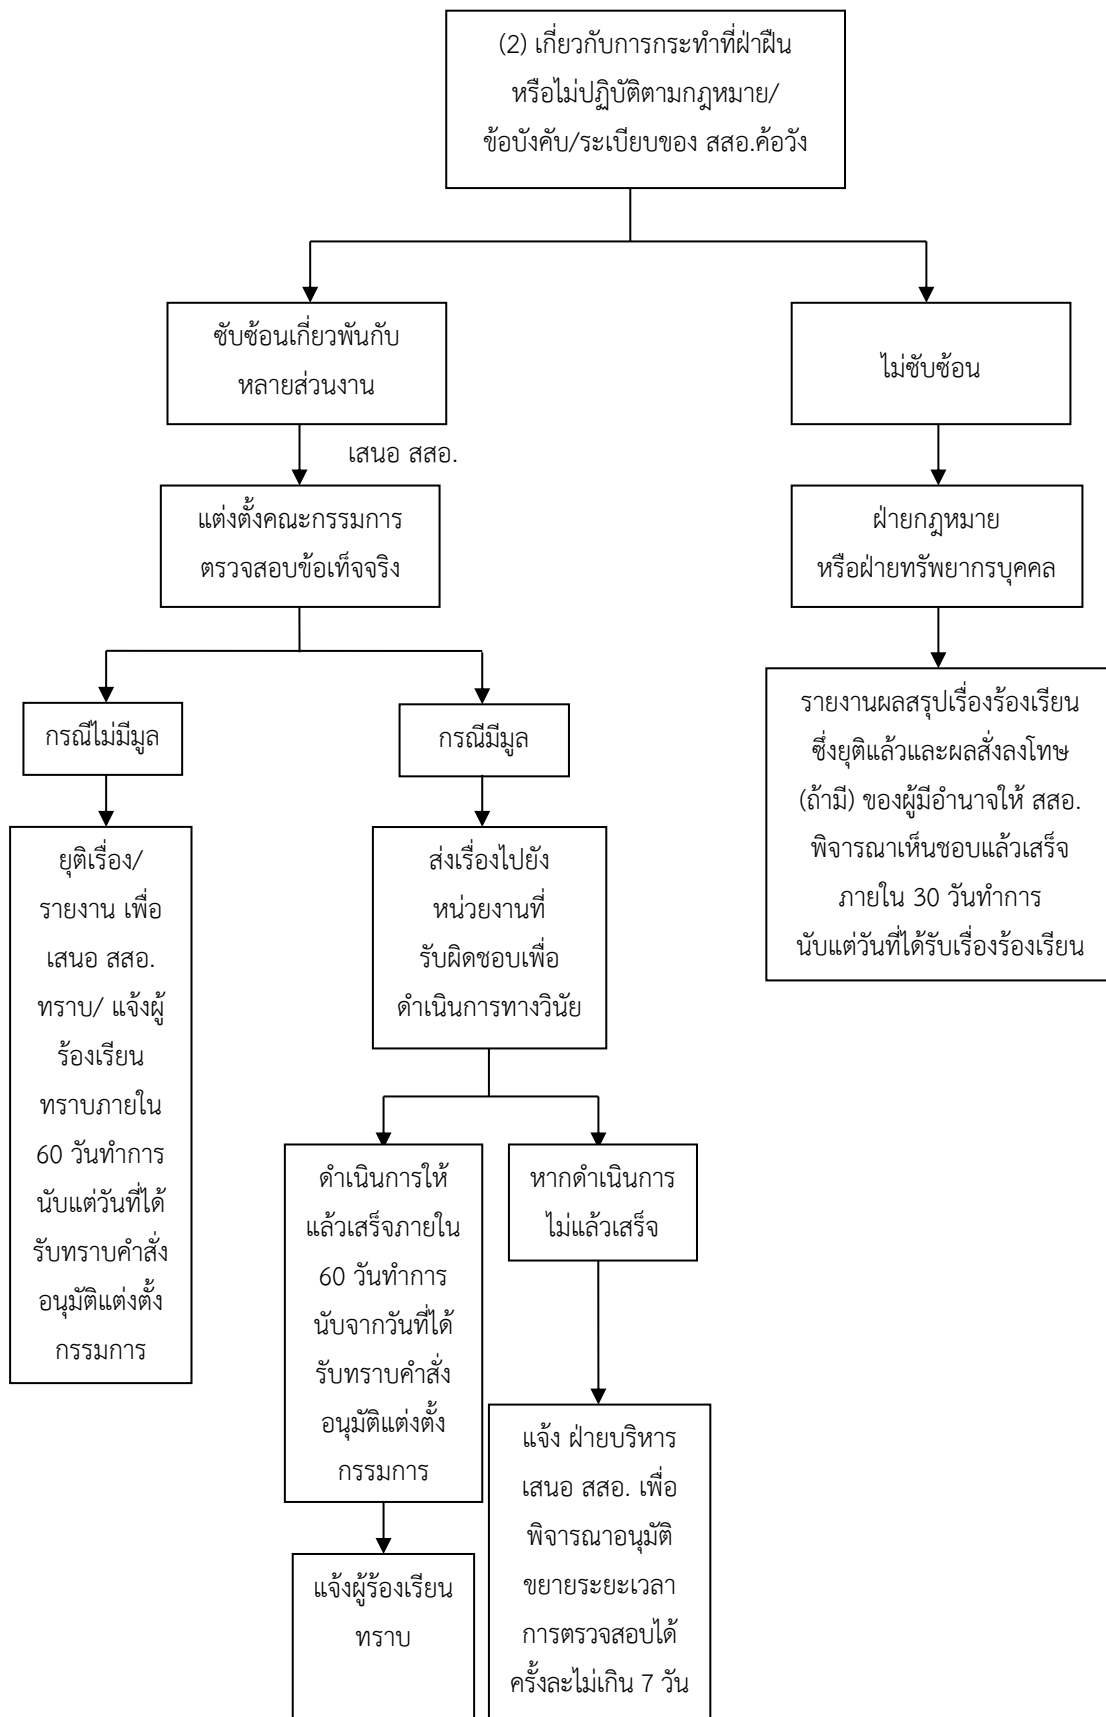 (2) เกี่ยวกับการกระทำที่ฝ่าฝืน
หรือไม่ปฏิบัติตามกฎหมาย/
ข้อบังคับ/ระเบียบของ สสอ.ค้อวัง
ซับซ้อนเกี่ยวพันกับ
หลายส่วนงาน
ไม่ซับซ้อน
เสนอ สสอ.
แต่งตั้งคณะกรรมการ
ตรวจสอบข้อเท็จจริง
ฝ่ายกฎหมาย
หรือฝ่ายทรัพยากรบุคคล
กรณีไม่มีมูล
กรณีมีมูล
รายงานผลสรุปเรื่องร้องเรียน
ซึ่งยุติแล้วและผลสั่งลงโทษ
(ถ้ามี) ของผู้มีอำนาจให้ สสอ.
พิจารณาเห็นชอบแล้วเสร็จ
ภายใน 30 วันทำการ
นับแต่วันที่ได้รับเรื่องร้องเรียน
ยุติเรื่อง/
รายงาน เพื่อ
เสนอ สสอ.
ทราบ/ แจ้งผู้
ร้องเรียน
ทราบภายใน
60 วันทำการ
นับแต่วันที่ได้
รับทราบคำสั่ง
อนุมัติแต่งตั้ง
กรรมการ
ส่งเรื่องไปยัง
หน่วยงานที่
รับผิดชอบเพื่อ
ดำเนินการทางวินัย
ดำเนินการให้
แล้วเสร็จภายใน
60 วันทำการ
นับจากวันที่ได้
รับทราบคำสั่ง
อนุมัติแต่งตั้ง
กรรมการ
หากดำเนินการ
ไม่แล้วเสร็จ
แจ้งผู้ร้องเรียน
ทราบ
แจ้ง ฝ่ายบริหาร
เสนอ สสอ. เพื่อ
พิจารณาอนุมัติ
ขยายระยะเวลา
การตรวจสอบได้
ครั้งละไม่เกิน 7 วัน